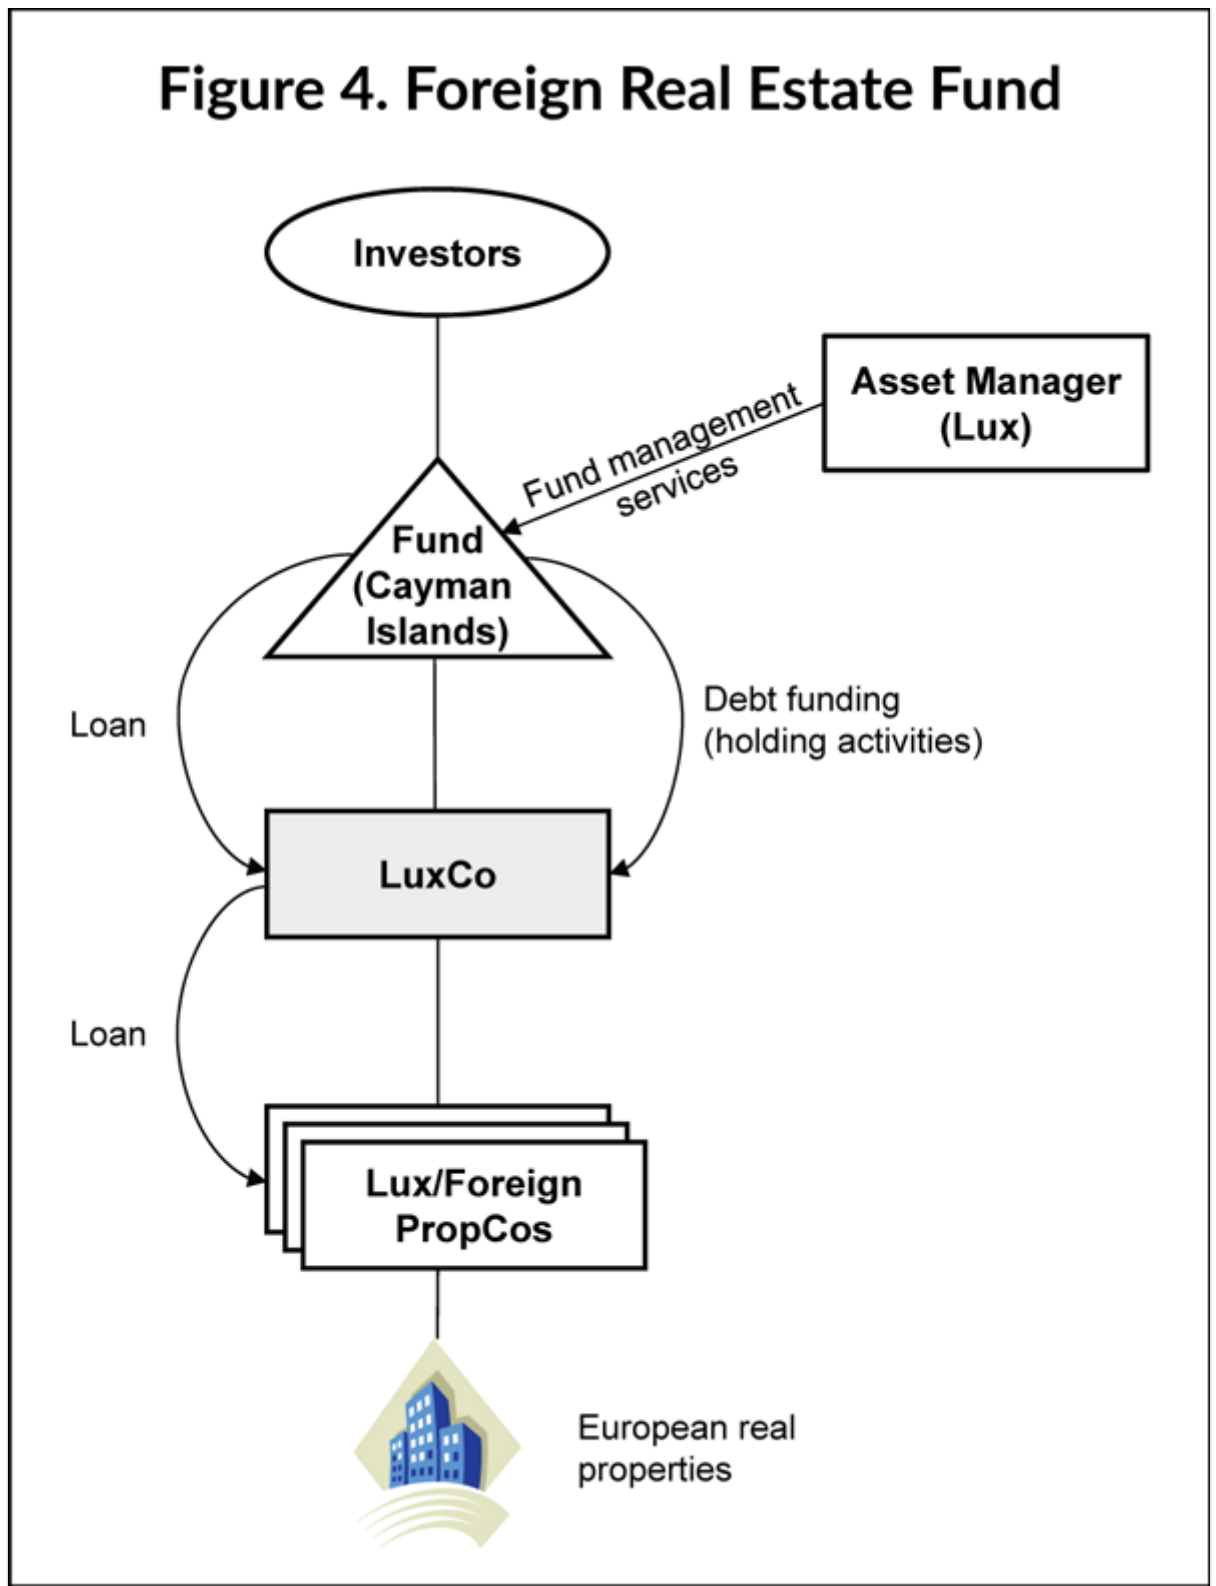 Figure 4. Foreign Real Estate Fund
Investors
Asset Manager
(Lux)
Fund management
services
Fund
(Cayman
Islands)
Loan
Debt funding
(holding activities)
LuxCo
Loan
Lux/Foreign
PropCos
European real
properties